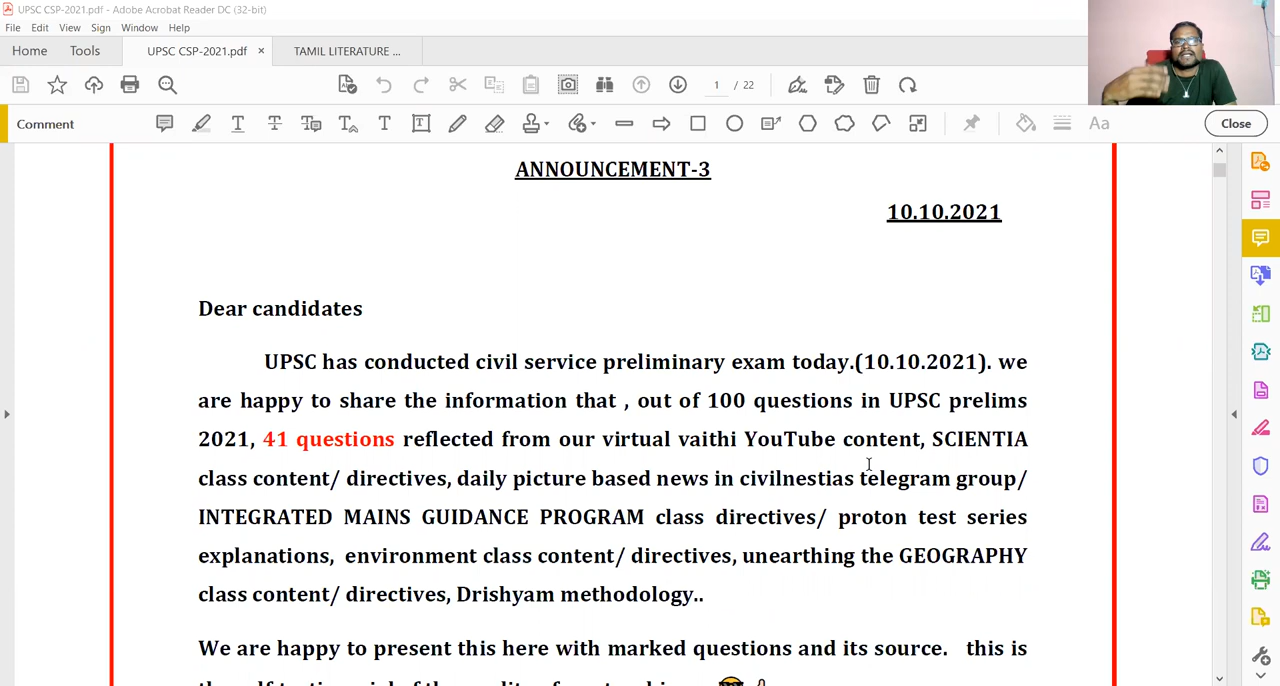 UPSC CSP-2021.pdf - Adobe Acrobat Reader DC (32-bit)
File Edit View Sign Window Help
Home Tools UPSC CSP-2021.pdf × TAMIL LITERATURE ...
1 / 22
Comment
Aa
Close
ANNOUNCEMENT-3
10.10.2021
Dear candidates
UPSC has conducted civil service preliminary exam today.(10.10.2021). we
are happy to share the information that , out of 100 questions in UPSC prelims
2021, 41 questions reflected from our virtual vaithi YouTube content, SCIENTIA
class content/ directives, daily picture based news in civilnestias telegram group/
INTEGRATED MAINS GUIDANCE PROGRAM class directives/ proton test series
explanations, environment class content/ directives, unearthing the GEOGRAPHY
class content/ directives, Drishyam methodology..
We are happy to present this here with marked questions and its source. this is